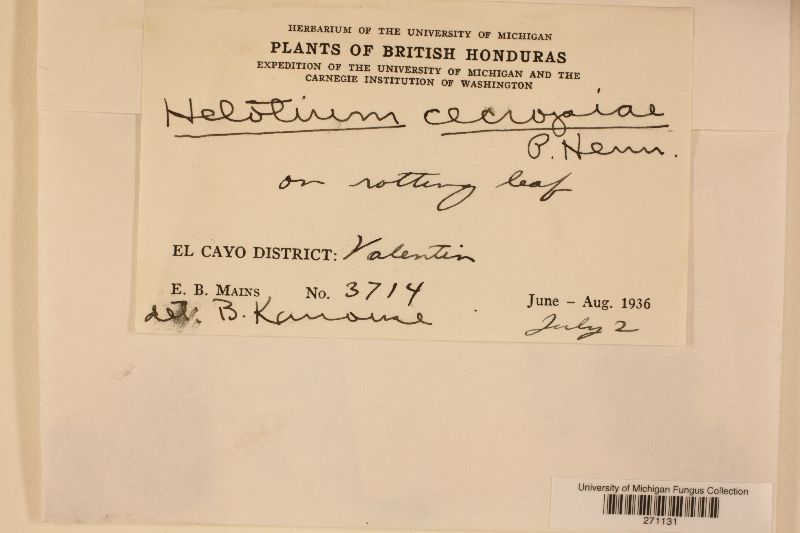 HERBARIUM OF THE UNIVERSITY OF MICHIGAN
PLANTS OF BRITISH HONDURAS
EXPEDITION OF THE UNIVERSITY OF MICHIGAN AND THE
CARNEGIE INSTITUTION OF WASHINGTON
Helotium cecropiae
P. Henn.
on rotting leaf
EL CAYO DISTRICT: Valentin
E. B. MAINS No. 3714 June – Aug. 1936
det. B. Kanouse July 2
University of Michigan Fungus Collection
271131